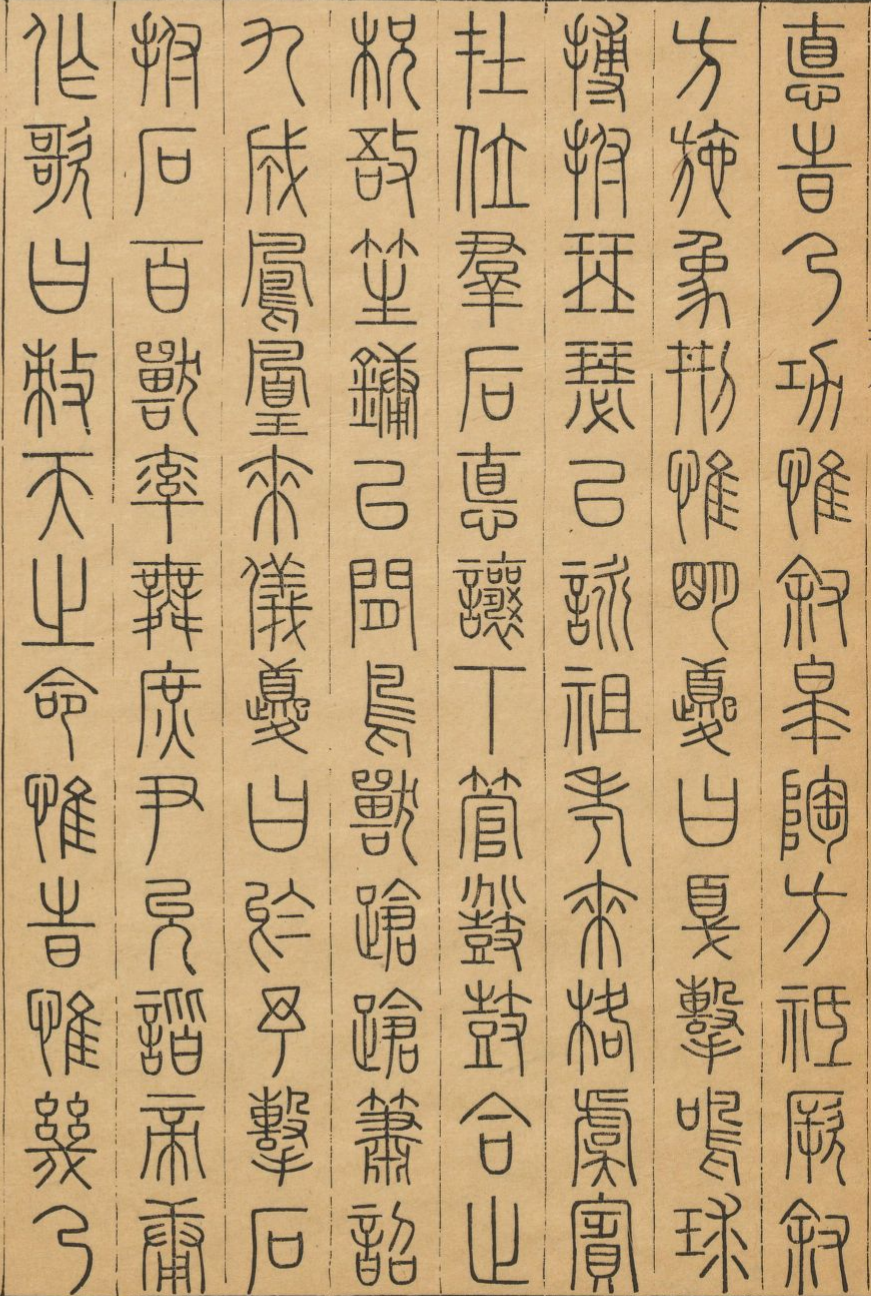 悳旹乃功惟敘皋陶方祗厥敘
方施象刑惟明夔曰戛擊鳴球
搏拊琴瑟㠯詠祖考來格虞賓
在位羣后悳讓下管鼗鼓合止
柷敔笙鏞㠯間鳥獸蹌蹌簫韶
九成鳳皇來儀夔曰於予擊石
拊石百獸率舞庶尹允諧帝庸
作歌曰敕天之命惟旹惟幾乃